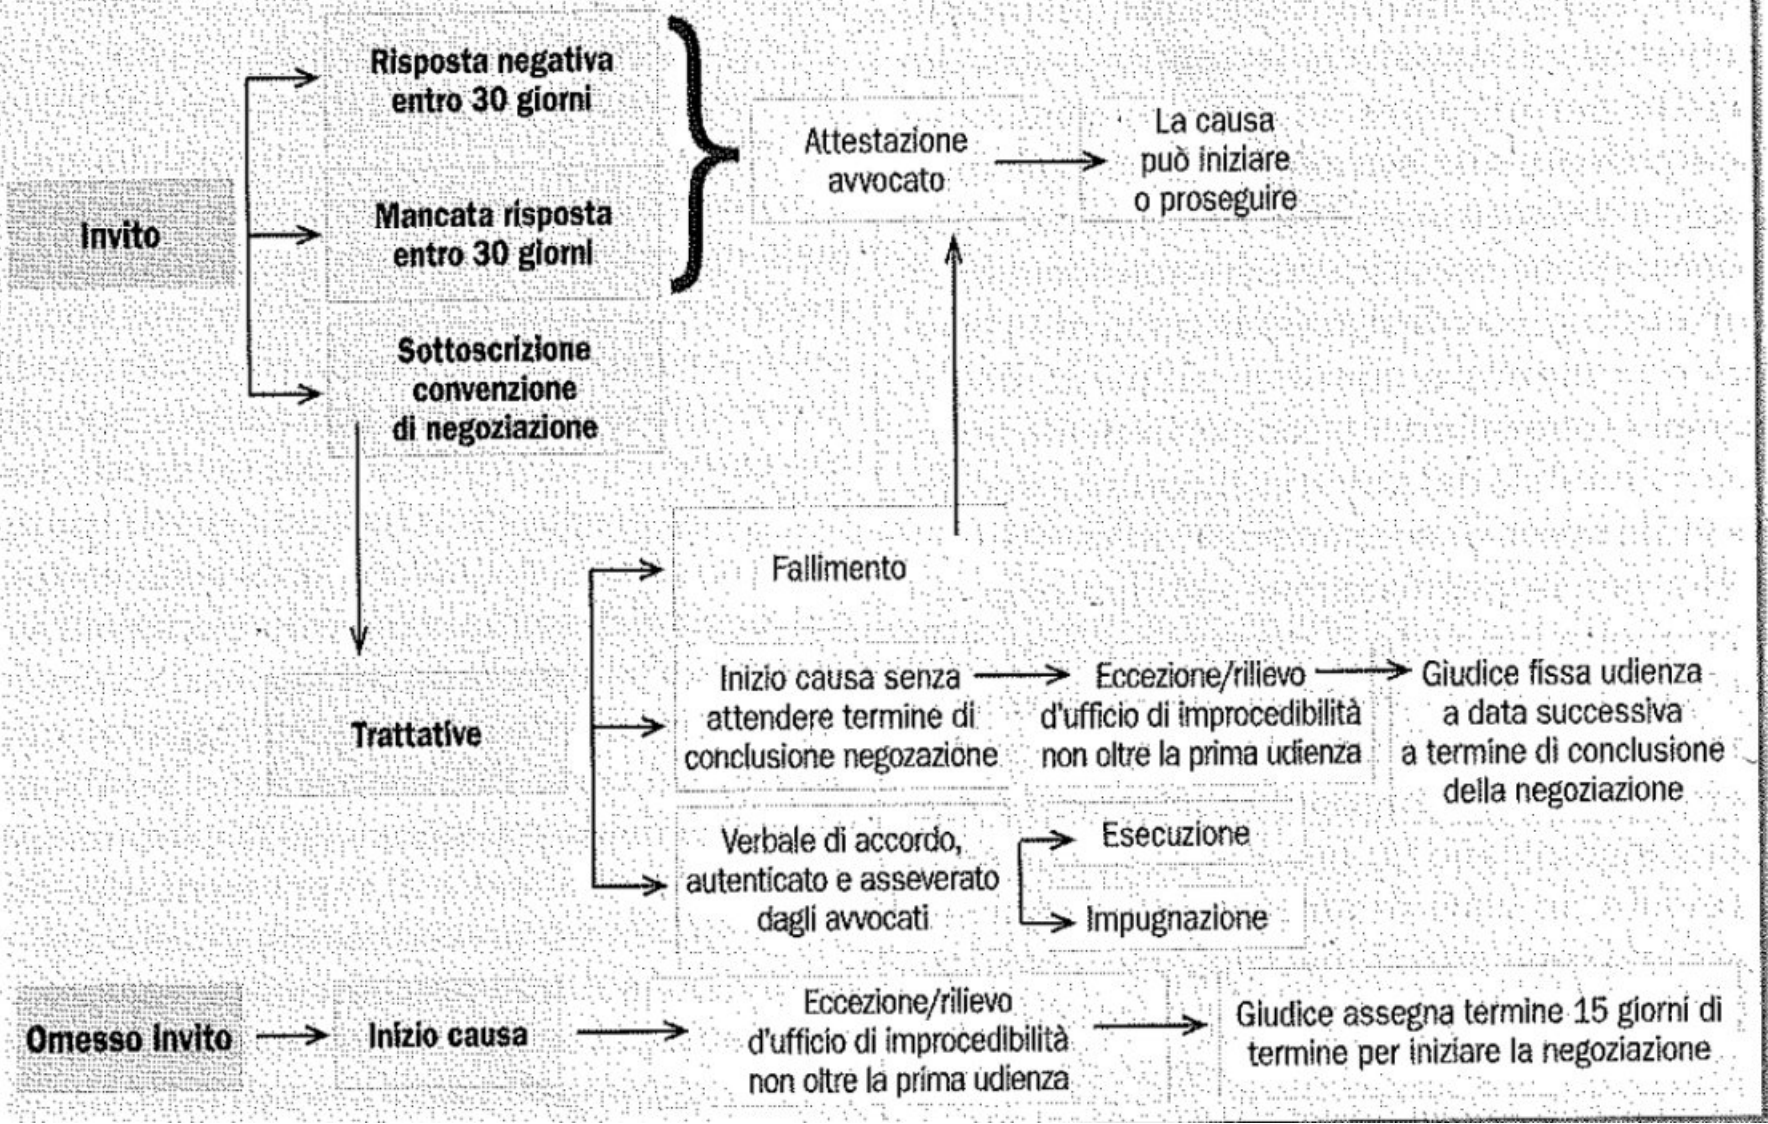 Risposta negativa
entro 30 giorni
Mancata risposta
entro 30 giorni
Invito
Sottoscrizione
convenzione
di negoziazione
Attestazione
avvocato
La causa
può iniziare
o proseguire
Trattative
Fallimento
Inizio causa senza
attendere termine di
conclusione negozazione
Eccezione/rilievo
d'ufficio di improcedibilità
non oltre la prima udienza
Giudice fissa udienza
a data successiva
a termine di conclusione
della negoziazione
Verbale di accordo,
autenticato e asseverato
dagli avvocati
Esecuzione
Impugnazione
Omesso Invito
Inizio causa
Eccezione/rilievo
d'ufficio di improcedibilità
non oltre la prima udienza
Giudice assegna termine 15 giorni di
termine per iniziare la negoziazione